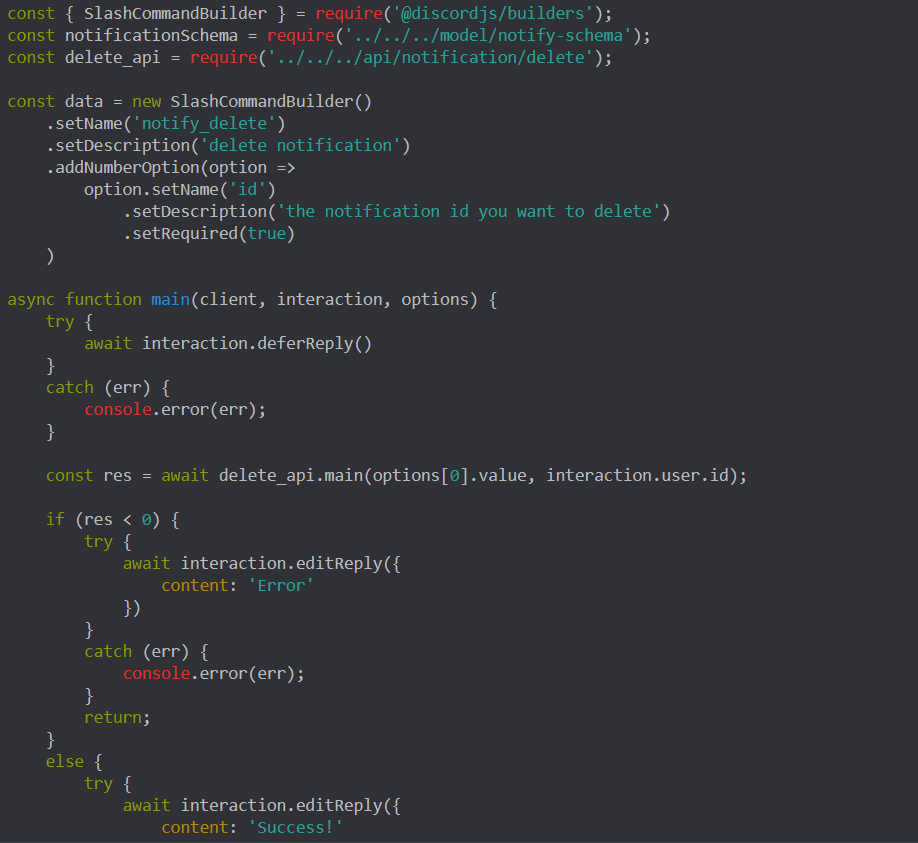 const { SlashCommandBuilder } = require('@discordjs/builders');
const notificationSchema = require('../../../model/notify-schema');
const delete_api = require('../../../api/notification/delete');

const data = new SlashCommandBuilder()
    .setName('notify_delete')
    .setDescription('delete notification')
    .addNumberOption(option =>
        option.setName('id')
            .setDescription('the notification id you want to delete')
            .setRequired(true)
    )

async function main(client, interaction, options) {
    try {
        await interaction.deferReply()
    }
    catch (err) {
        console.error(err);
    }

    const res = await delete_api.main(options[0].value, interaction.user.id);

    if (res < 0) {
        try {
            await interaction.editReply({
                content: 'Error'
            })
        }
        catch (err) {
            console.error(err);
        }
        return;
    }
    else {
        try {
            await interaction.editReply({
                content: 'Success!'